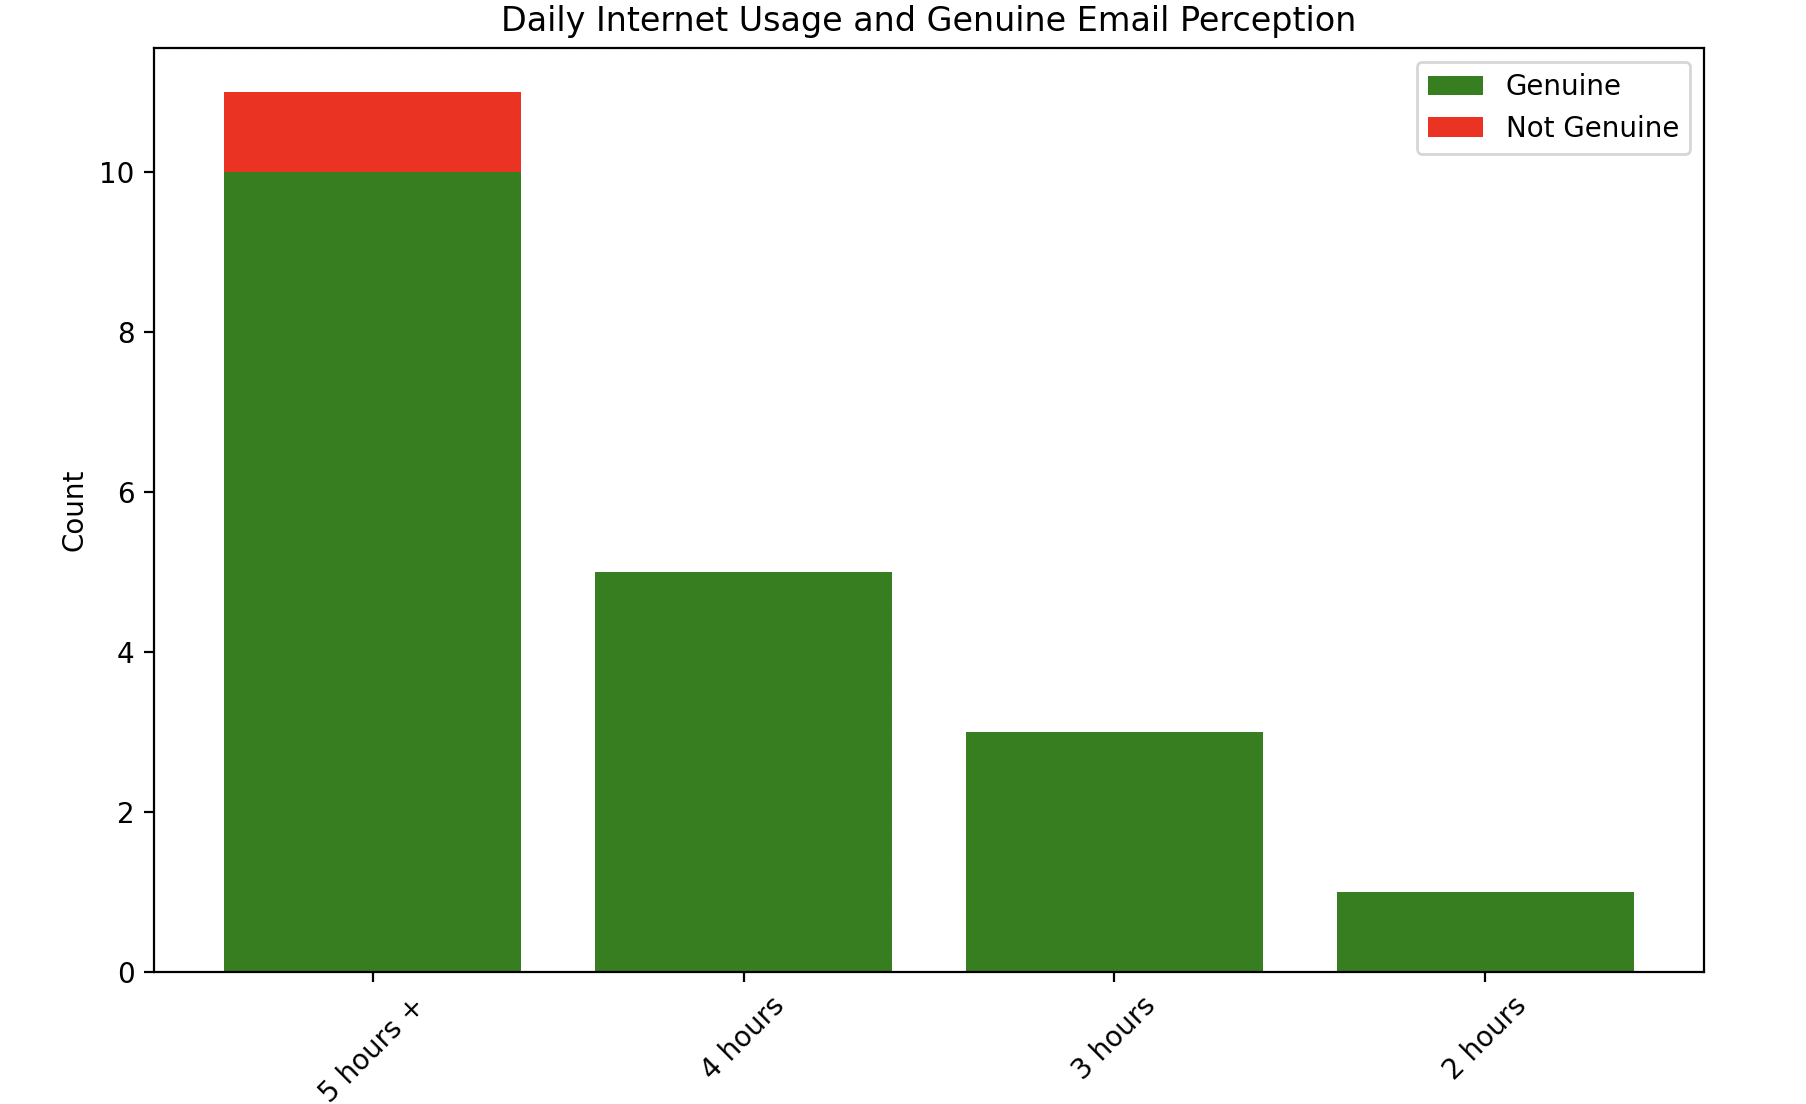 Daily Internet Usage and Genuine Email Perception
Genuine
Not Genuine
10
8
6
4
2
0
Count
5 hours +
4 hours
3 hours
2 hours